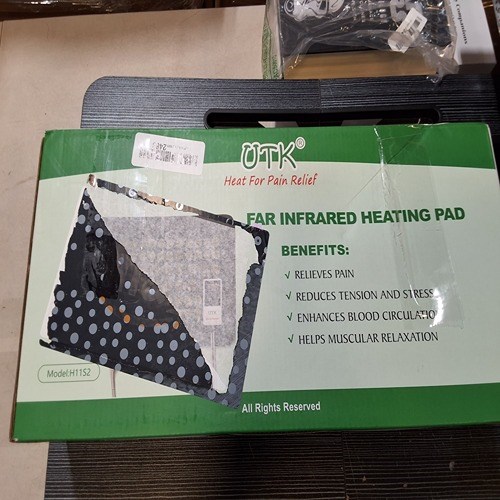 UTK®
Heat For Pain Relief
FAR INFRARED HEATING PAD
BENEFITS:
√ RELIEVES PAIN
√ REDUCES TENSION AND STRESS
√ ENHANCES BLOOD CIRCULATIO
√ HELPS MUSCULAR RELAXATION
Model:H1152
All Rights Reserved